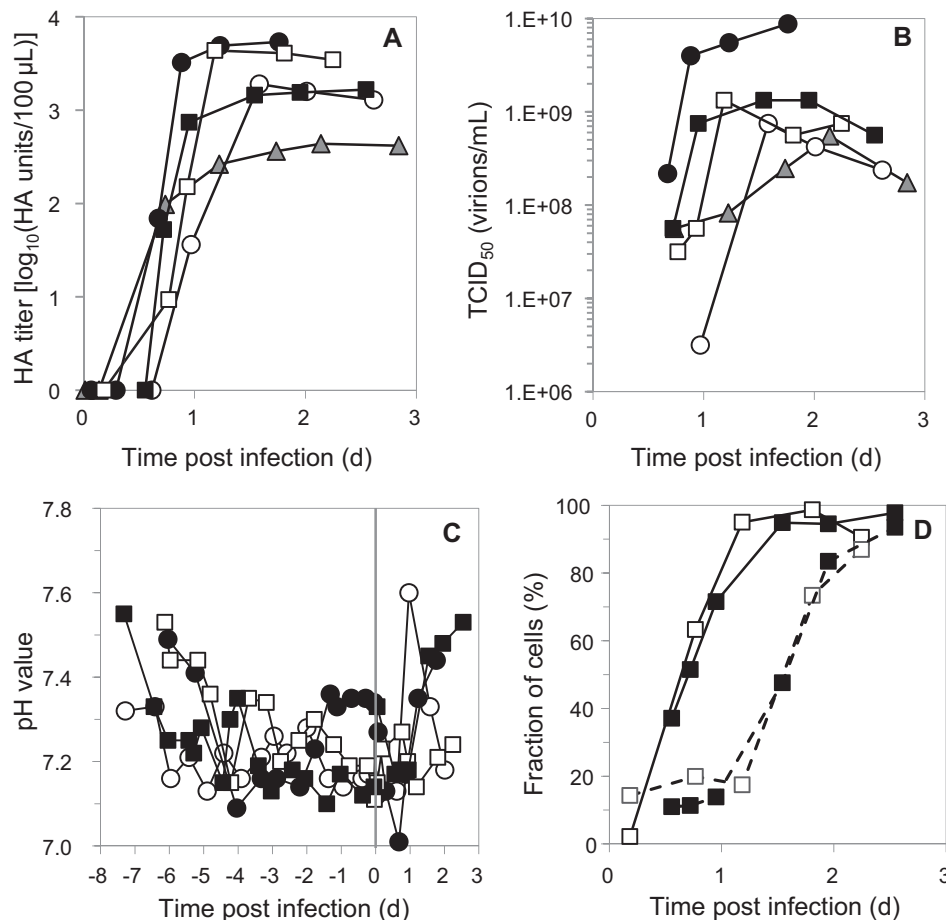 A
HA titer [log10(HA units/100 µL)]
4
3
2
1
0
0 1 2 3
Time post infection (d)
B
TCID50 (virions/mL)
1.E+10
1.E+09
1.E+08
1.E+07
1.E+06
0 1 2 3
Time post infection (d)
C
pH value
7.8
7.6
7.4
7.2
7.0
-8 -7 -6 -5 -4 -3 -2 -1 0 1 2 3
Time post infection (d)
D
Fraction of cells (%)
100
80
60
40
20
0
0 1 2 3
Time post infection (d)